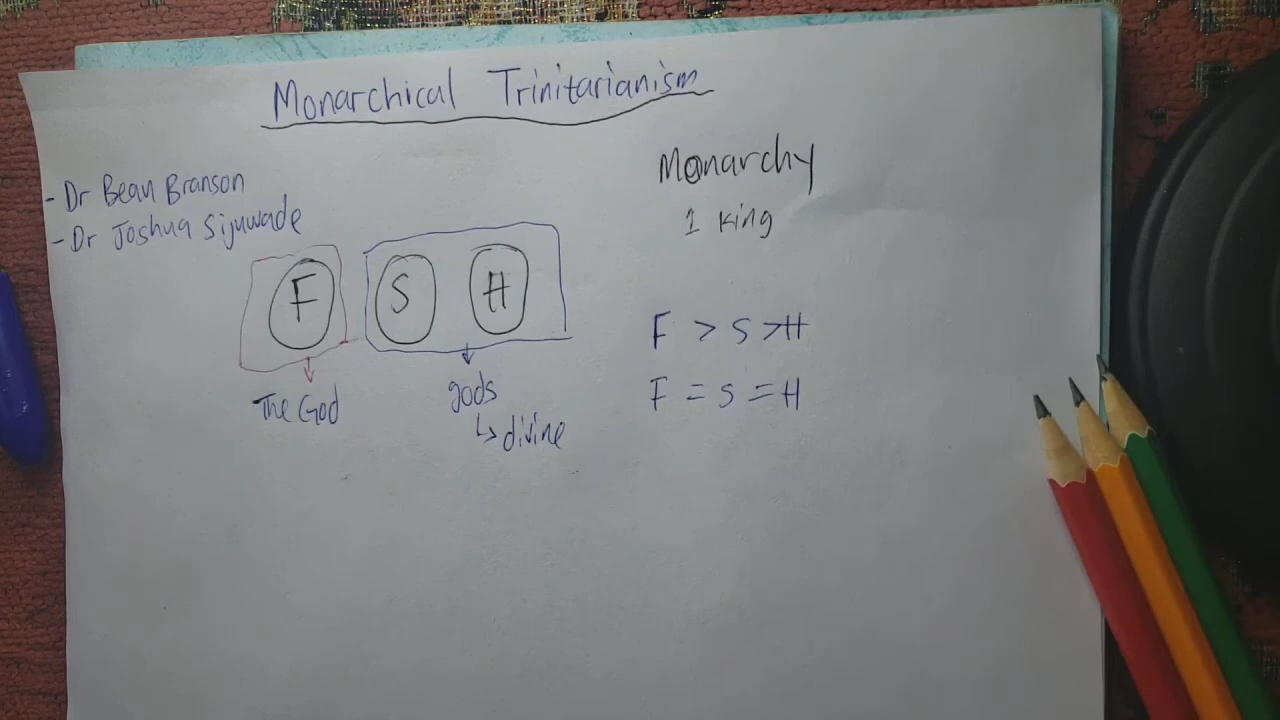 Monarchical Trinitarianism
- Dr Beau Branson
- Dr Joshua Sijuwade
Monarchy
1 King
F S H
The God
gods
↳ divine
F > S > H
F = S = H